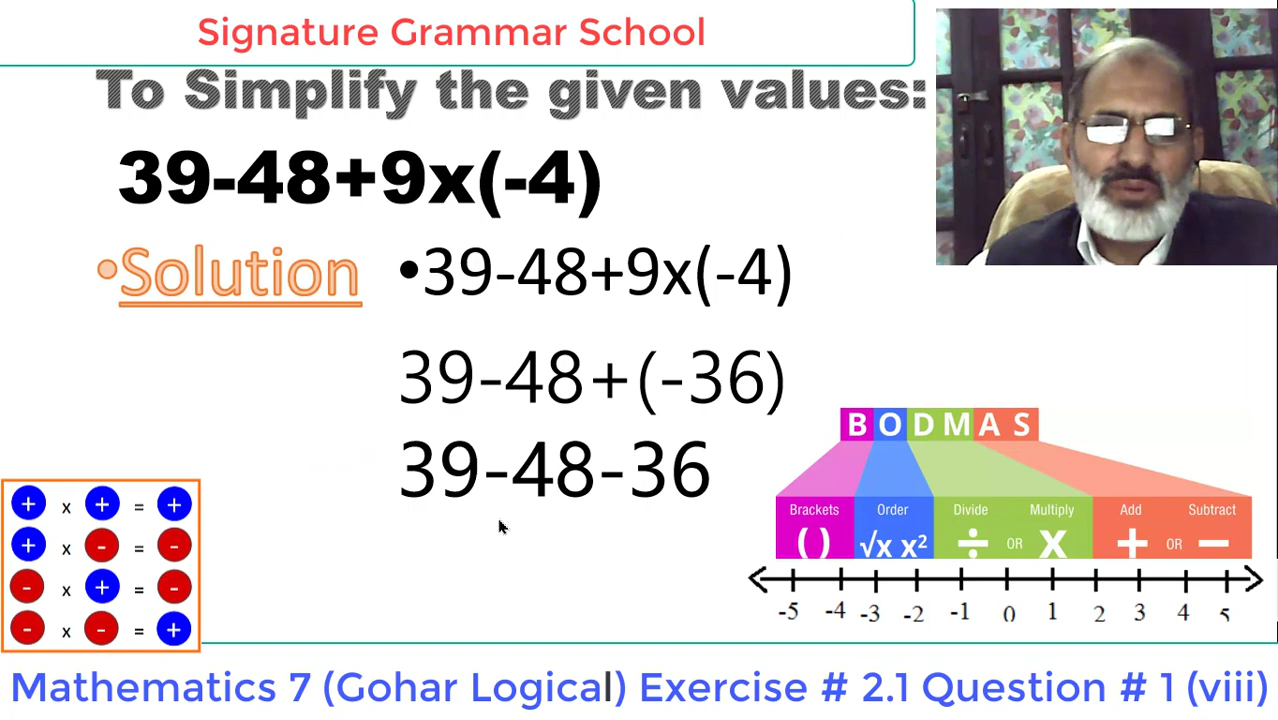 Signature Grammar School
To Simplify the given values:
39-48+9x(-4)
•Solution
•39-48+9x(-4)
39-48+(-36)
39-48-36
+ x + = +
+ x - = -
- x + = -
- x - = +
B O D M A S
Brackets Order Divide Multiply Add Subtract
( ) √x x² ÷ OR X + OR −
-5 -4 -3 -2 -1 0 1 2 3 4 5
Mathematics 7 (Gohar Logical) Exercise # 2.1 Question # 1 (viii)